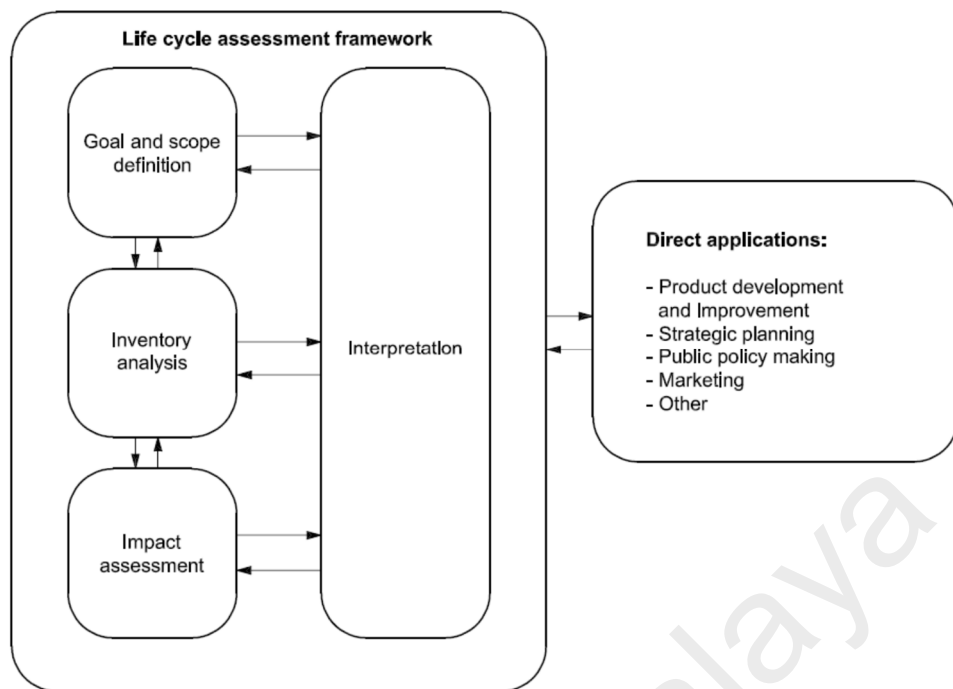 Life cycle assessment framework
Goal and scope
definition
Inventory
analysis
Impact
assessment
Interpretation
Direct applications:
- Product development
and Improvement
- Strategic planning
- Public policy making
- Marketing
- Other
laya